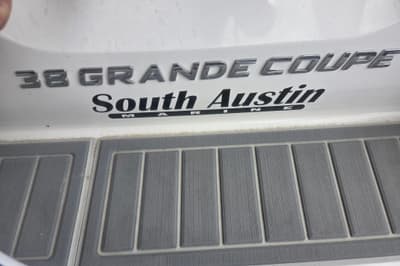 38 GRANDE COUPE
South Austin
MARINE